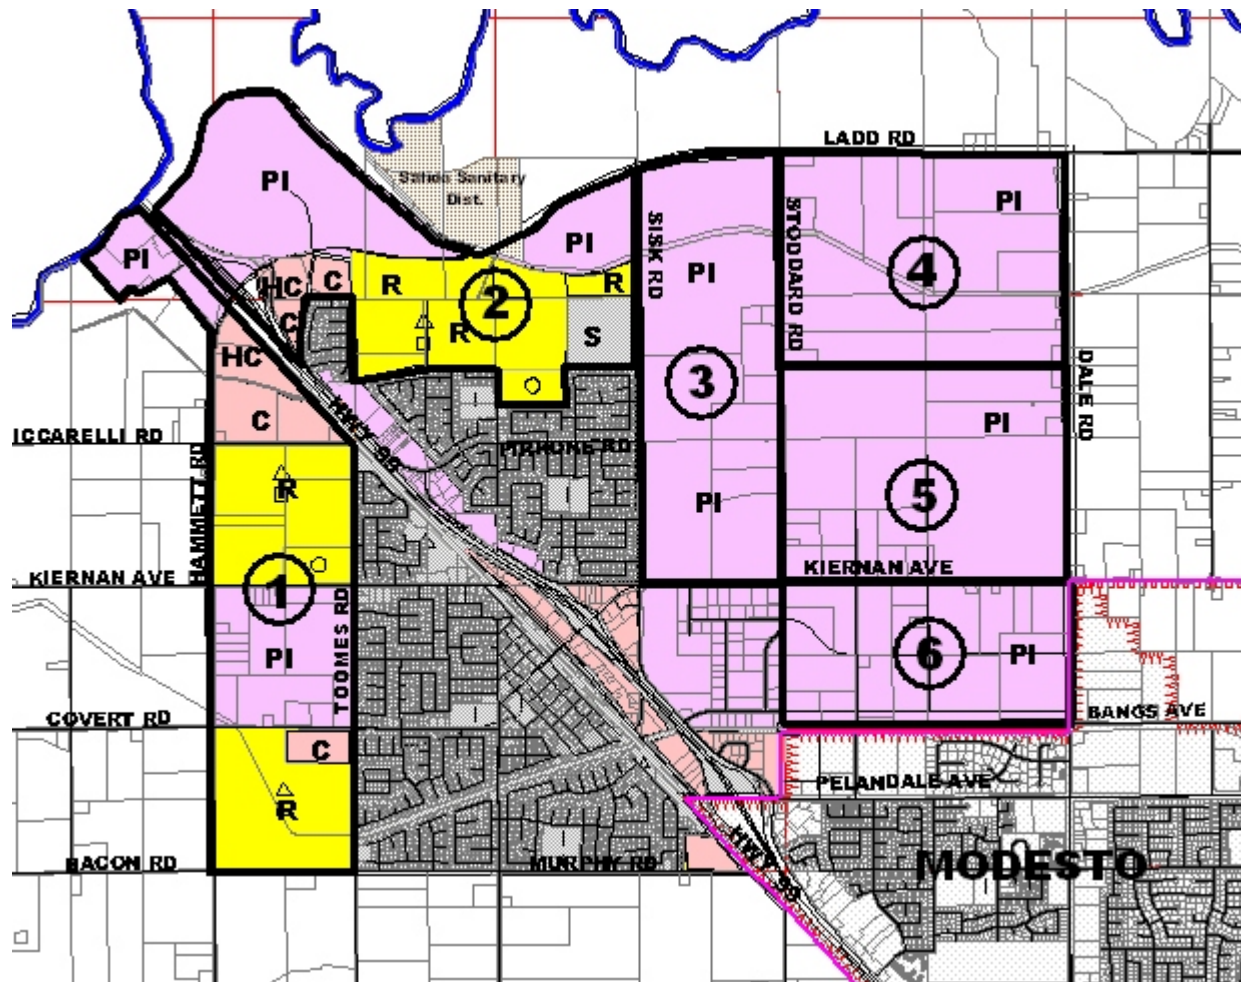 LADD RD
Salida Sanitary
Dist.
PI
PI
PI
PI
SISK RD
STODDARD RD
PI
4
HC
C
R
2
R
R
C
S
HC
3
DALE RD
C
HWY 99
PI
ICCARELLI RD
PIRRONE RD
HAMMETT RD
R
PI
5
KIERNAN AVE
KIERNAN AVE
1
TOOMES RD
PI
6
PI
COVERT RD
BANGS AVE
C
PELANDALE AVE
R
HWY 99
MODESTO
BACON RD
MURPHY RD